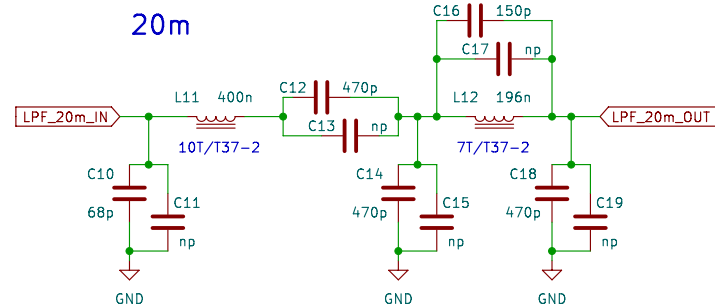 20m
C16 150p
C17 np
L11 400n
C12 470p
L12 196n
LPF_20m_IN
LPF_20m_OUT
C13 np
10T/T37-2
7T/T37-2
C10
C14
C18
C11
C15
C19
68p
470p
470p
np
np
np
GND
GND
GND